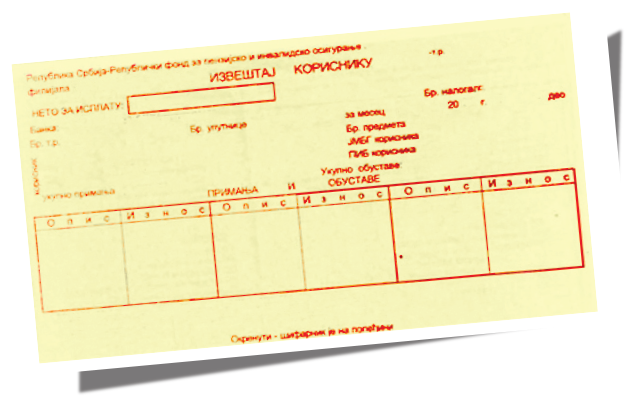 Република Србија-Републички фонд за пензијско и инвалидско осигурање . -т.р.
филијала
ИЗВЕШТАЈ КОРИСНИКУ
НЕТО ЗА ИСПЛАТУ:
Бр. налога:
Банка:
Бр. упутнице
за месец 20 г. део
Бр. т.р.
Бр. предмета
ЈМБГ корисника
ПИБ корисника
корисник:
Укупно обуставе:
укупно примања
ПРИМАЊА И ОБУСТАВЕ
О п и с И з н о с О п и с И з н о с О п и с И з н о с
Окренути - шифарник је на полеђини